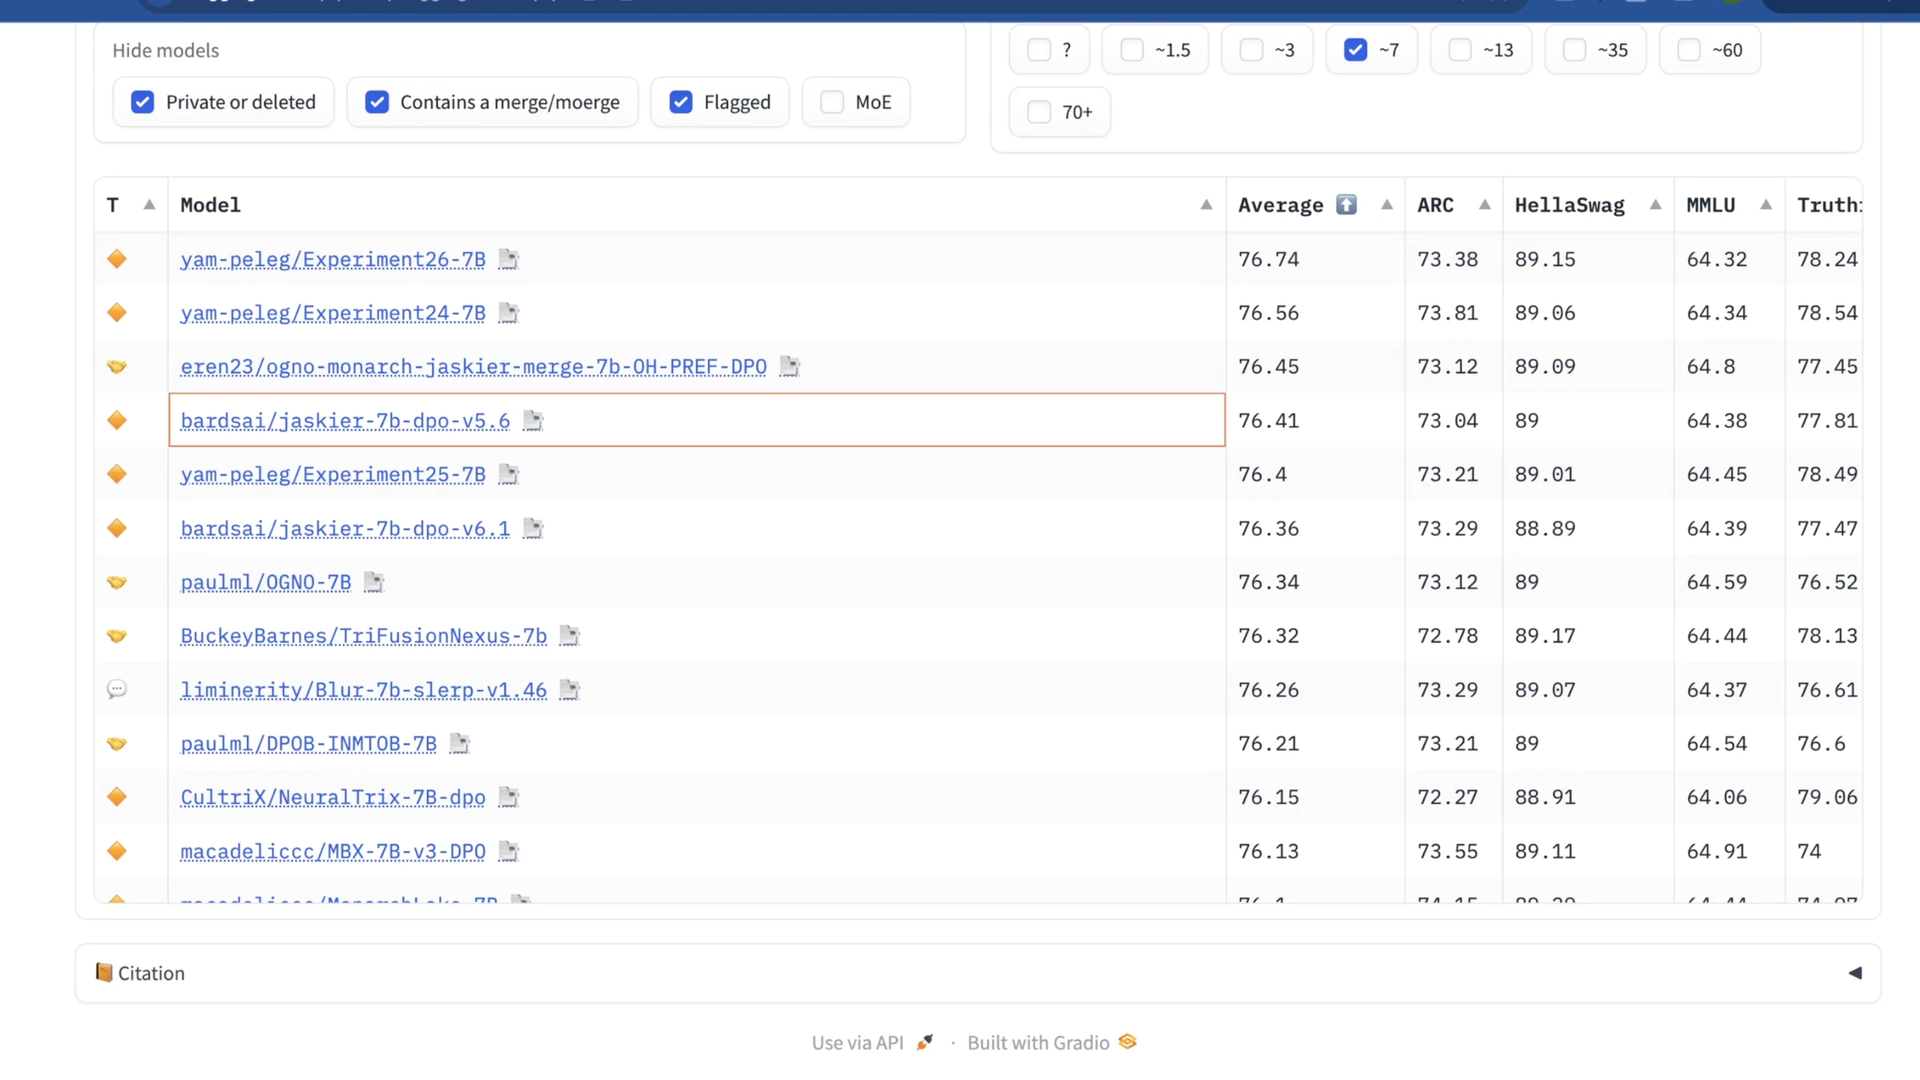 Hide models
Private or deleted
Contains a merge/moerge
Flagged
MoE
?
~1.5
~3
~7
~13
~35
~60
70+
T Model Average ARC HellaSwag MMLU Truth
yam-peleg/Experiment26-7B 76.74 73.38 89.15 64.32 78.24
yam-peleg/Experiment24-7B 76.56 73.81 89.06 64.34 78.54
eren23/ogno-monarch-jaskier-merge-7b-OH-PREF-DPO 76.45 73.12 89.09 64.8 77.45
bardsai/jaskier-7b-dpo-v5.6 76.41 73.04 89 64.38 77.81
yam-peleg/Experiment25-7B 76.4 73.21 89.01 64.45 78.49
bardsai/jaskier-7b-dpo-v6.1 76.36 73.29 88.89 64.39 77.47
paulml/OGNO-7B 76.34 73.12 89 64.59 76.52
BuckeyBarnes/TriFusionNexus-7b 76.32 72.78 89.17 64.44 78.13
liminerity/Blur-7b-slerp-v1.46 76.26 73.29 89.07 64.37 76.61
paulml/DPOB-INMTOB-7B 76.21 73.21 89 64.54 76.6
CultriX/NeuralTrix-7B-dpo 76.15 72.27 88.91 64.06 79.06
macadeliccc/MBX-7B-v3-DPO 76.13 73.55 89.11 64.91 74
Citation
Use via API · Built with Gradio